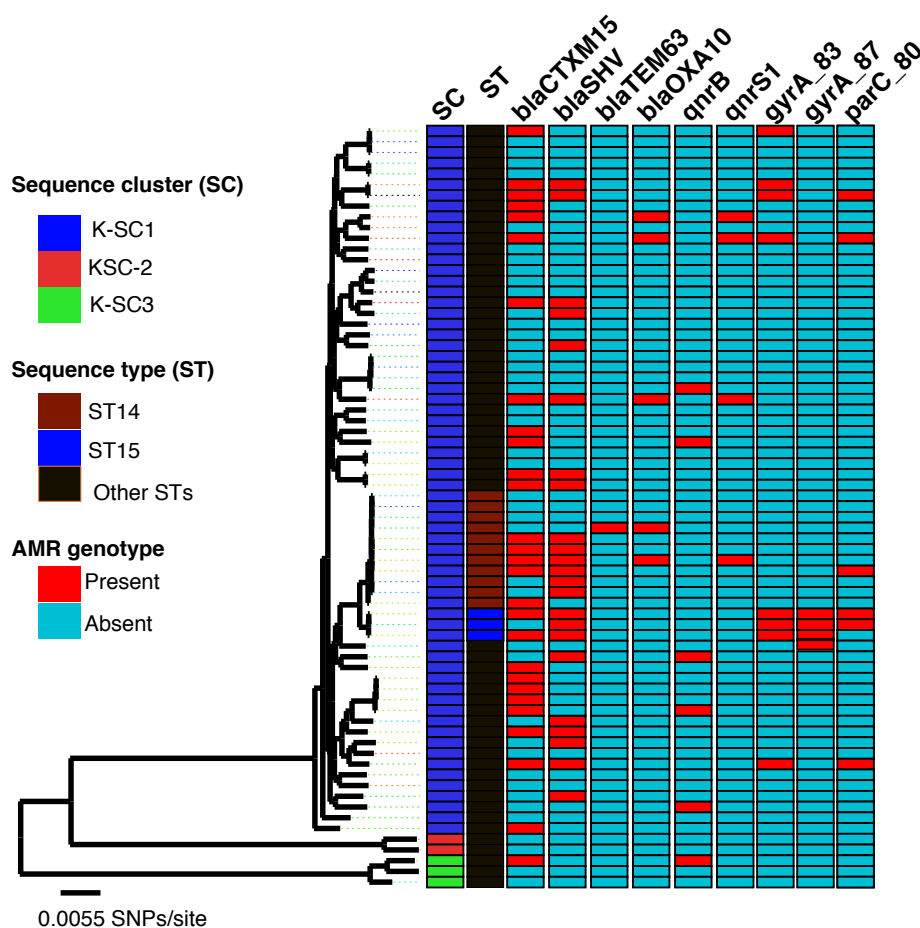 SC
ST
blaCTXM15
blaSHV
blaTEM63
blaOXA10
qnrB
qnrS1
gyrA_83
gyrA_87
parC_80
Sequence cluster (SC)
K-SC1
KSC-2
K-SC3
Sequence type (ST)
ST14
ST15
Other STs
AMR genotype
Present
Absent
0.0055 SNPs/site